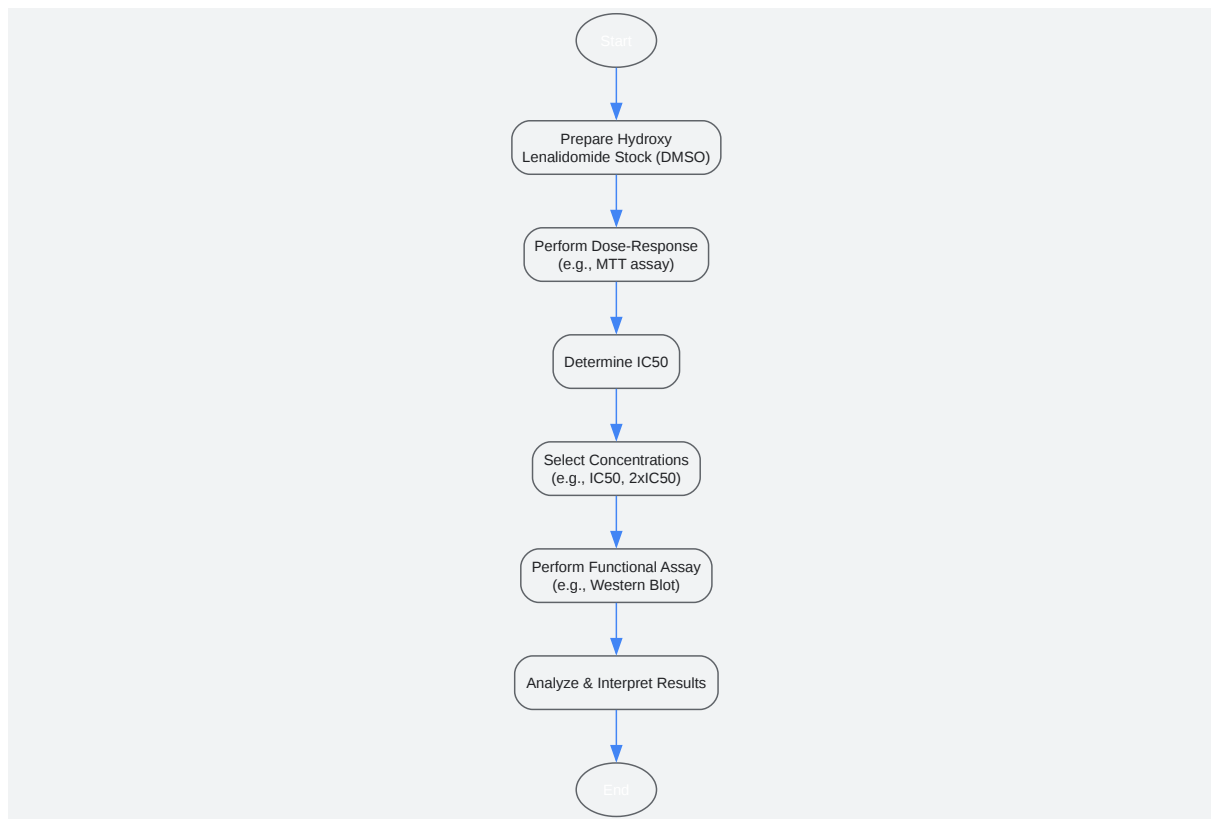 Start
Prepare Hydroxy
Lenalidomide Stock (DMSO)
Perform Dose-Response
(e.g., MTT assay)
Determine IC50
Select Concentrations
(e.g., IC50, 2xIC50)
Perform Functional Assay
(e.g., Western Blot)
Analyze & Interpret Results
End